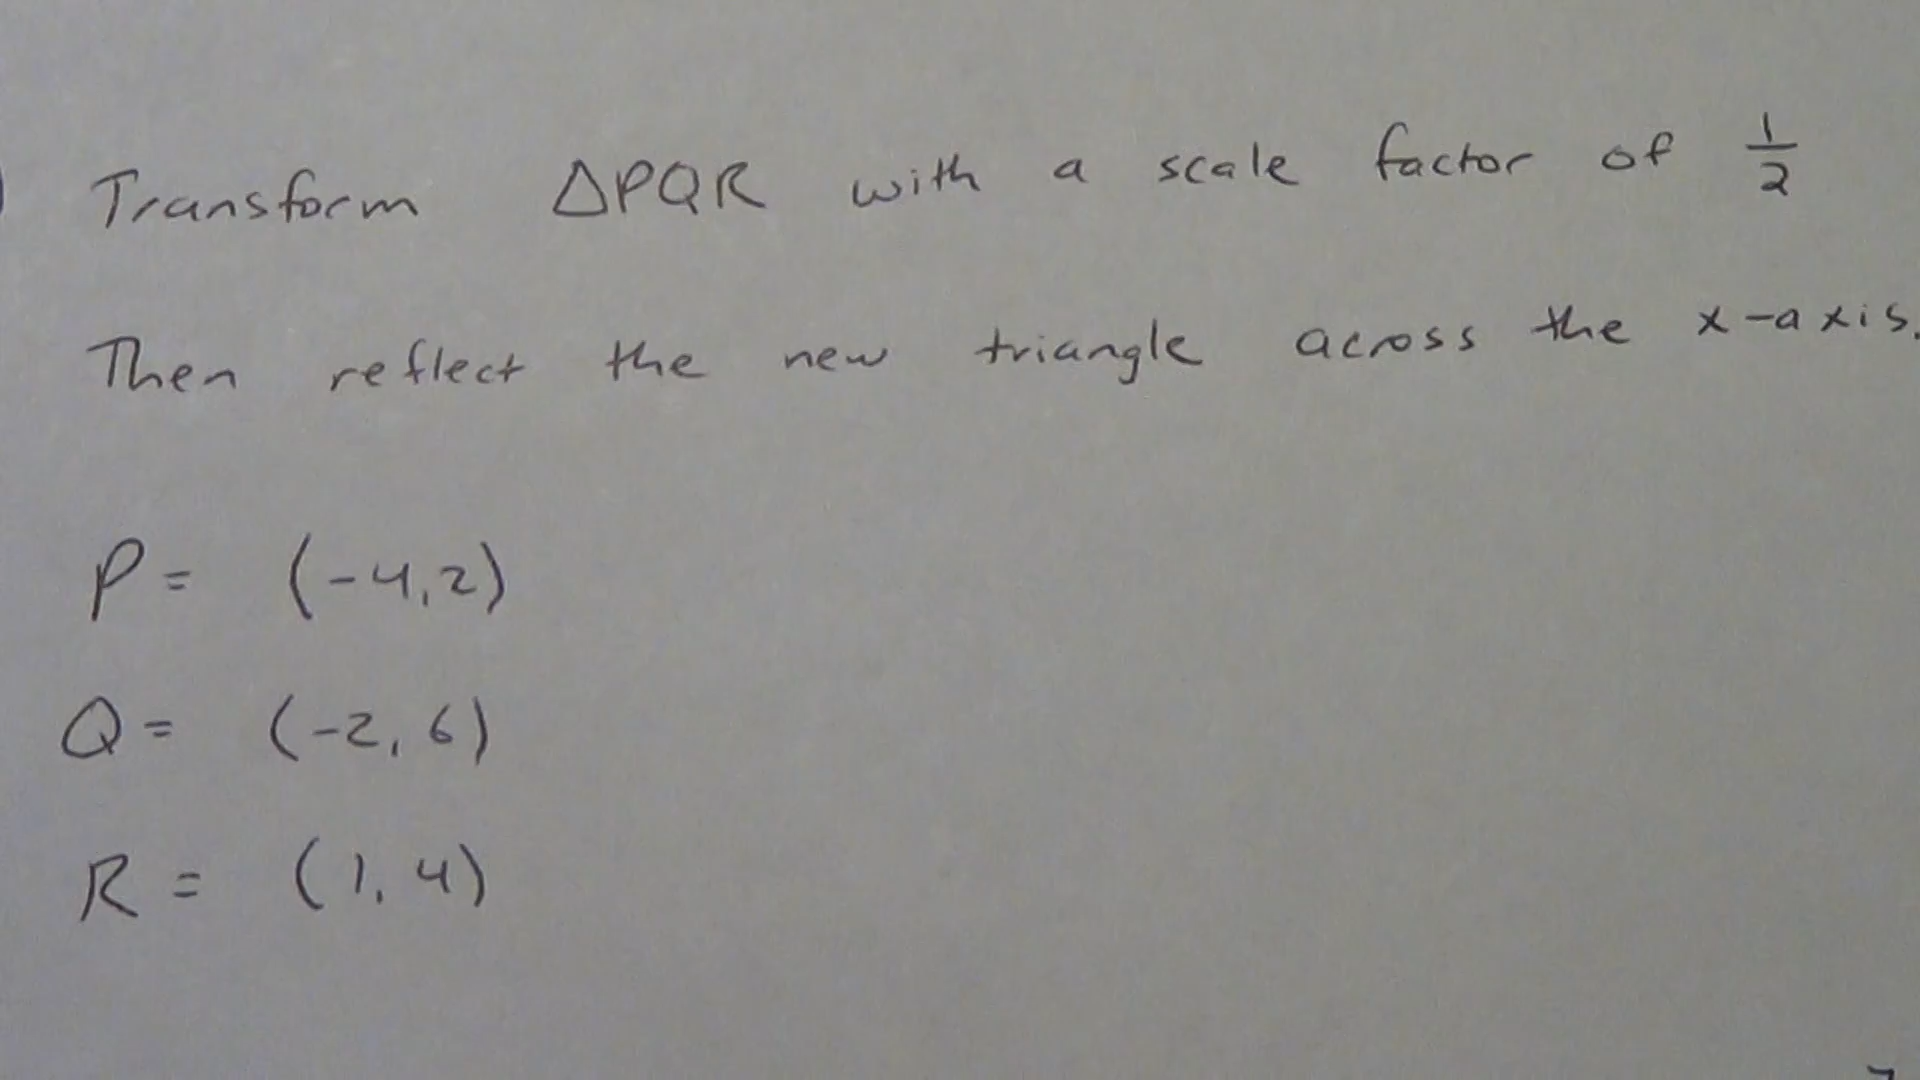 Transform ΔPQR with a scale factor of 1/2
Then reflect the new triangle across the x-axis.
P = (-4,2)
Q = (-2, 6)
R = (1, 4)